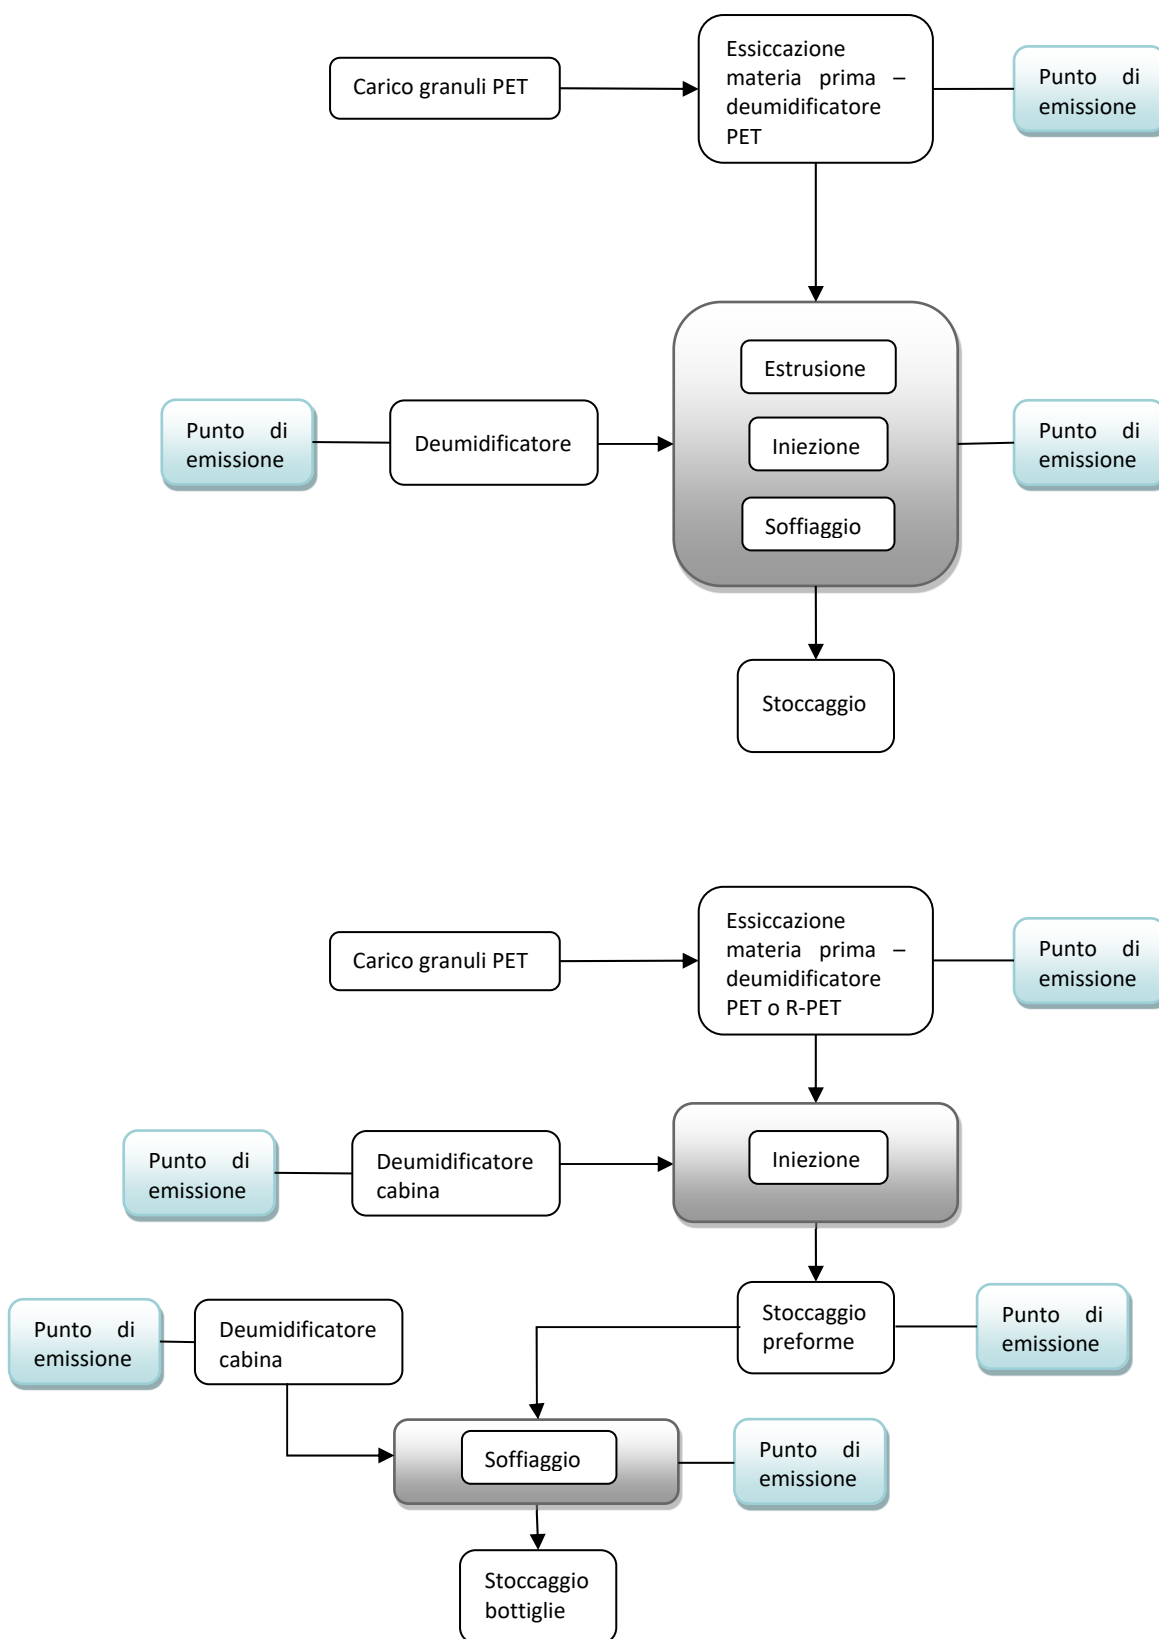 Carico granuli PET
Essiccazione
materia prima –
deumidificatore
PET
Punto di
emissione
Punto di
emissione
Deumidificatore
Estrusione
Iniezione
Soffiaggio
Punto di
emissione
Stoccaggio
Carico granuli PET
Essiccazione
materia prima –
deumidificatore
PET o R-PET
Punto di
emissione
Punto di
emissione
Deumidificatore
cabina
Iniezione
Punto di
emissione
Deumidificatore
cabina
Stoccaggio
preforme
Punto di
emissione
Soffiaggio
Punto di
emissione
Stoccaggio
bottiglie